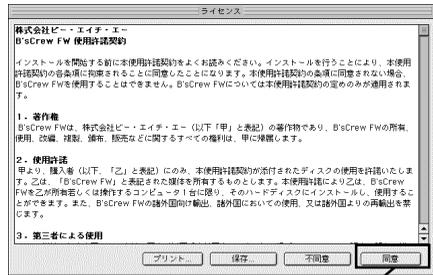 ライセンス
株式会社ビー・エイチ・エー
B'sCrew FW 使用許諾契約
インストールを開始する前に本使用許諾契約をよくお読みください。インストールを行うことにより、本使用
許諾契約の各条項に拘束されることに同意したことになります。本使用許諾契約の条項に同意されない場合、
B'sCrew FWを使用することはできません。B'sCrew FWについては本使用許諾契約の定めのみが適用されま
す。
1．著作権
B'sCrew FWは、株式会社ビー・エイチ・エー（以下「甲」と表記）の著作物であり、B'sCrew FWの所有、
使用、改編、複製、頒布、販売などに関するすべての権利は、甲に帰属します。
2．使用許諾
甲より、購入者（以下、「乙」と表記）にのみ、本使用許諾契約が添付されたディスクの使用を許諾いたしま
す。乙は、「B'sCrew FW」と表記された媒体を所有するものとします。本使用許諾により乙は、B'sCrew
FWを乙が所有若しくは操作するコンピュータ1台に限り、そのハードディスクにインストールし、使用するこ
とができます。また、B'sCrew FWの諸外国向け輸出、諸外国においての使用、又は諸外国よりの再輸出を禁
じます。
3．第三者による使用
プリント... 保存... 不同意 同意